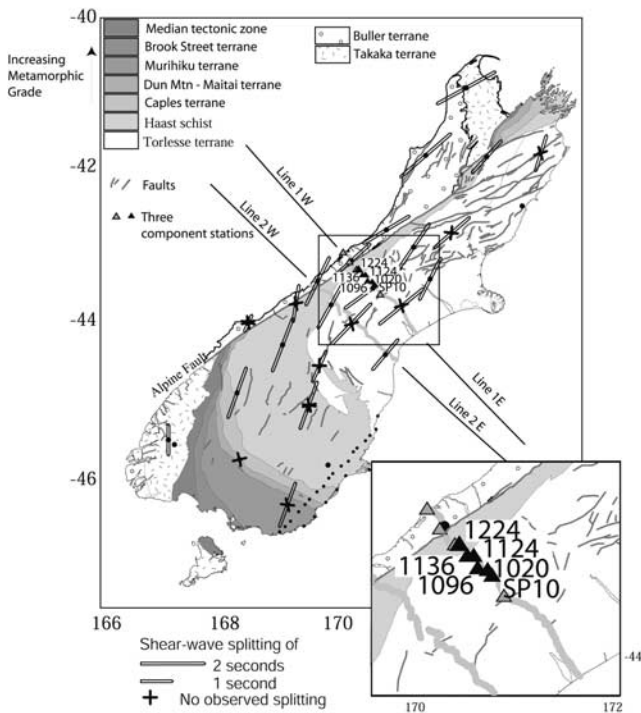 -40
Increasing
Metamorphic
Grade
Median tectonic zone
Brook Street terrane
Murihiku terrane
Dun Mtn - Maitai terrane
Caples terrane
Haast schist
Torlesse terrane
Buller terrane
Takaka terrane
-42
Faults
Three
component stations
Line 1 W
Line 2 W
1224
1136
1124
1020
1096
SP10
-44
Alpine Fault
Line 1E
Line 2 E
-46
166
168
170
Shear-wave splitting of
2 seconds
1 second
No observed splitting
1224
1124
1136
1020
1096
SP10
-44
170
172